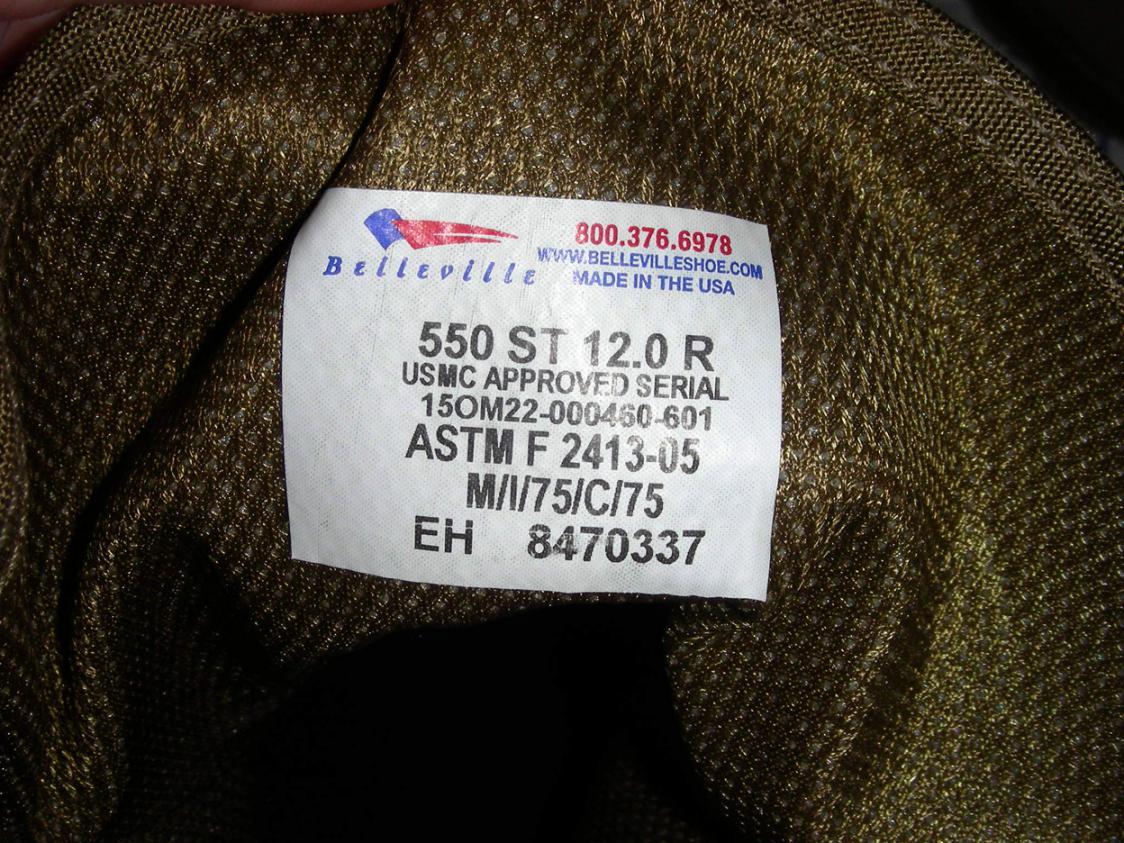 Belleville
800.376.6978
WWW.BELLEVILLESHOE.COM
MADE IN THE USA
550 ST 12.0 R
USMC APPROVED SERIAL
15OM22-000460-601
ASTM F 2413-05
M/I/75/C/75
EH 8470337